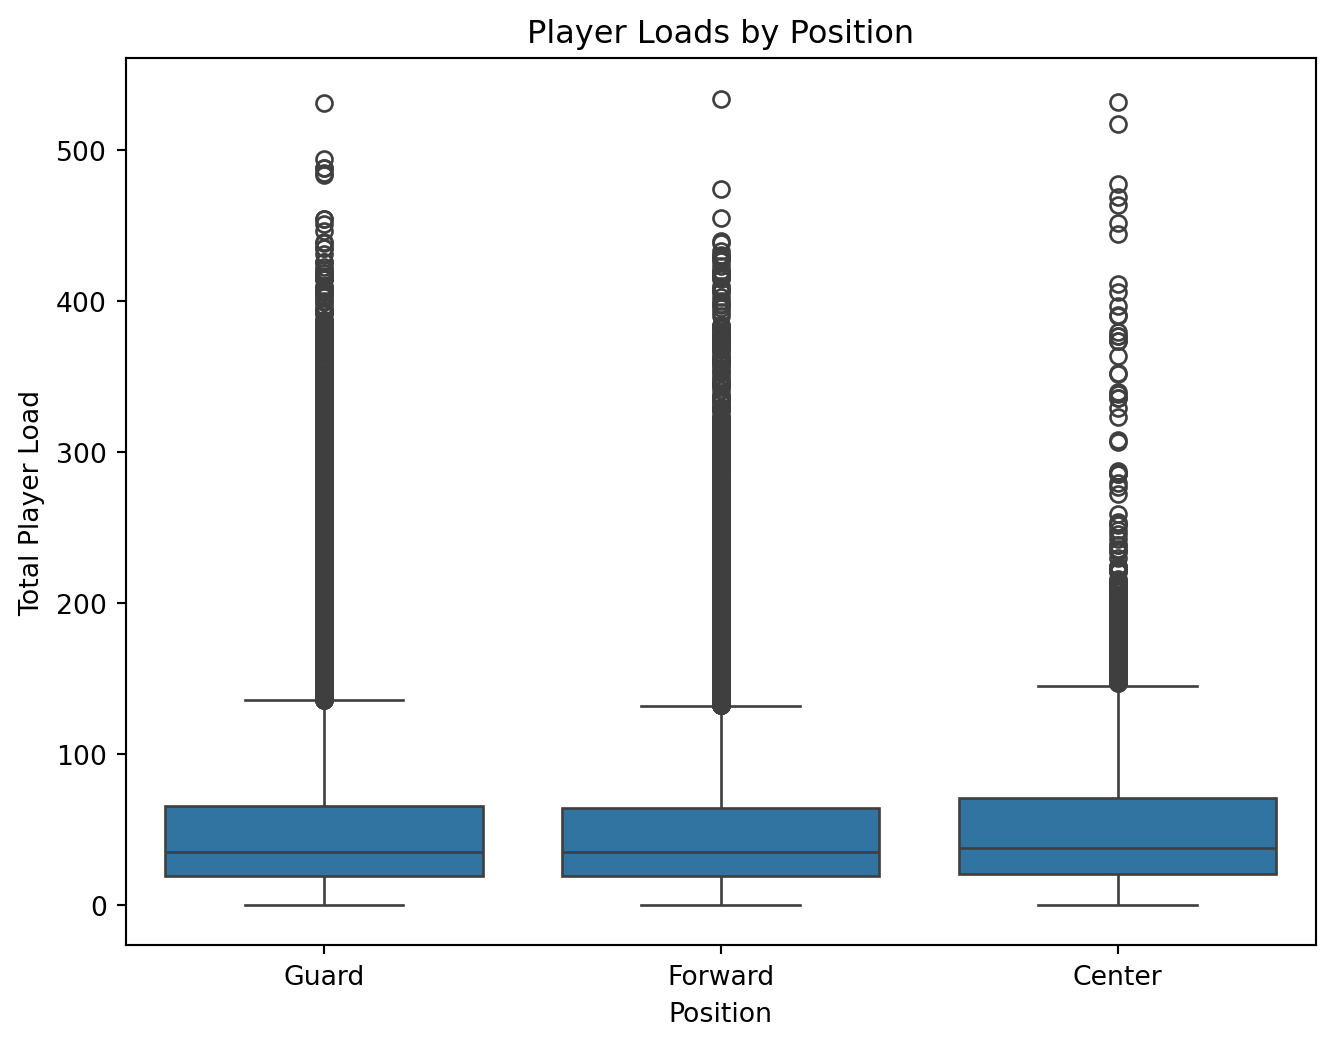 Player Loads by Position
Total Player Load
500
400
300
200
100
0
Guard
Forward
Center
Position